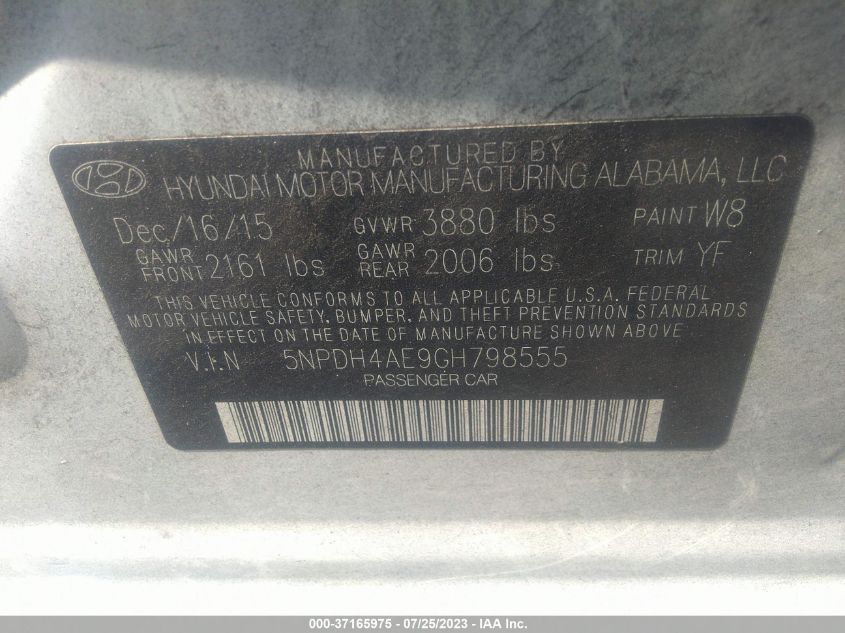 MANUFACTURED BY
HYUNDAI MOTOR MANUFACTURING ALABAMA, LLC
Dec/16/15 GVWR 3880 lbs PAINT W8
GAWR FRONT 2161 lbs GAWR REAR 2006 lbs TRIM YF
THIS VEHICLE CONFORMS TO ALL APPLICABLE U.S.A. FEDERAL
MOTOR VEHICLE SAFETY, BUMPER, AND THEFT PREVENTION STANDARDS
IN EFFECT ON THE DATE OF MANUFACTURE SHOWN ABOVE
V.I.N 5NPDH4AE9GH798555
PASSENGER CAR
000-37165975 - 07/25/2023 - IAA Inc.